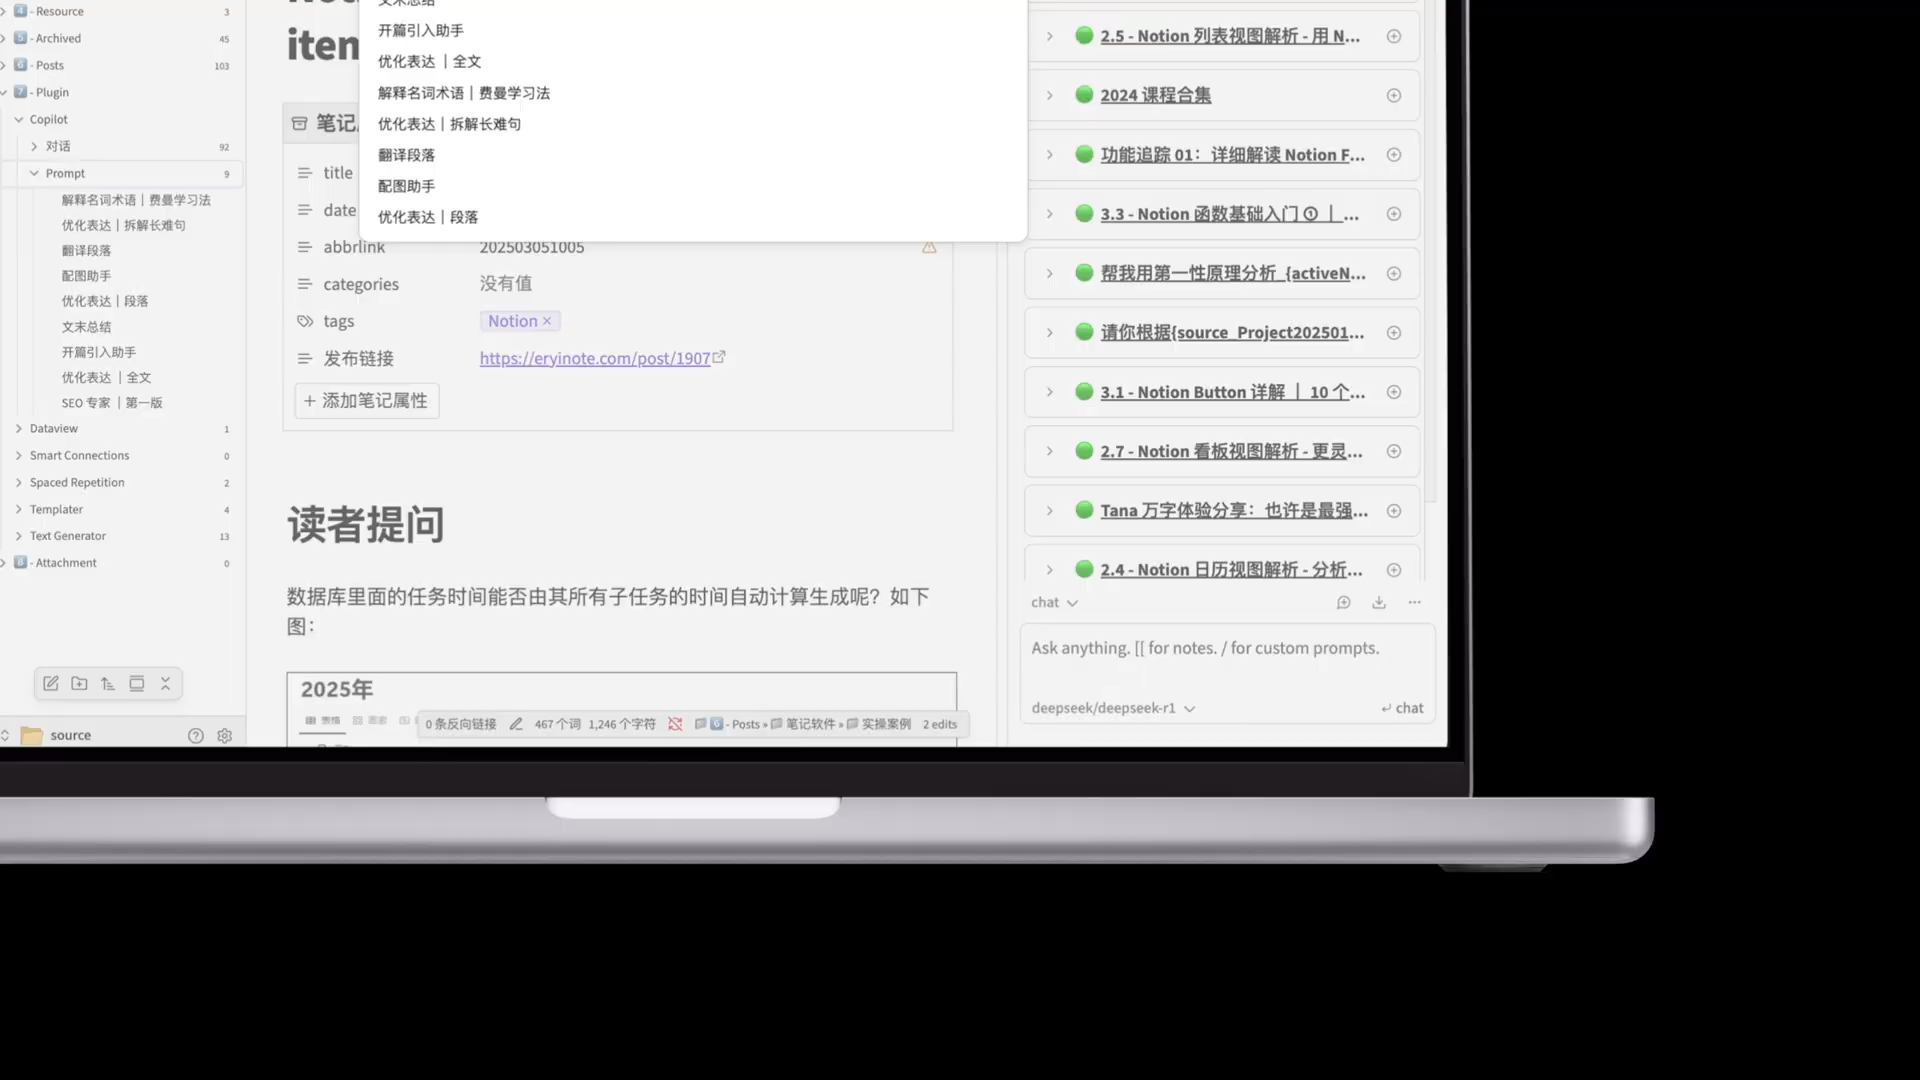 4 - Resource 3
5 - Archived 45
6 - Posts 103
7 - Plugin
Copilot
对话 92
Prompt 9
解释名词术语｜费曼学习法
优化表达｜拆解长难句
翻译段落
配图助手
优化表达｜段落
文末总结
开篇引入助手
优化表达 ｜全文
SEO 专家 ｜第一版
Dataview 1
Smart Connections 0
Spaced Repetition 2
Templater 4
Text Generator 13
8 - Attachment 0
source
item
文末总结
开篇引入助手
优化表达 ｜全文
解释名词术语｜费曼学习法
优化表达｜拆解长难句
翻译段落
配图助手
优化表达｜段落
笔记
title
date
abbrlink 202503051005
categories 没有值
tags Notion ×
发布链接 https://eryinote.com/post/1907
+ 添加笔记属性
读者提问
数据库里面的任务时间能否由其所有子任务的时间自动计算生成呢？如下
图：
2025年
表格 画廊
0 条反向链接 467 个词 1,246 个字符 6 - Posts » 笔记软件 » 实操案例 2 edits
2.5 - Notion 列表视图解析 - 用 N...
2024 课程合集
功能追踪 01：详细解读 Notion F...
3.3 - Notion 函数基础入门 ① ｜ ...
帮我用第一性原理分析_{activeN...
请你根据{source_Project202501...
3.1 - Notion Button 详解 ｜ 10 个...
2.7 - Notion 看板视图解析 - 更灵...
Tana 万字体验分享：也许是最强...
2.4 - Notion 日历视图解析 - 分析...
chat
Ask anything. [[ for notes. / for custom prompts.
deepseek/deepseek-r1 ↵ chat